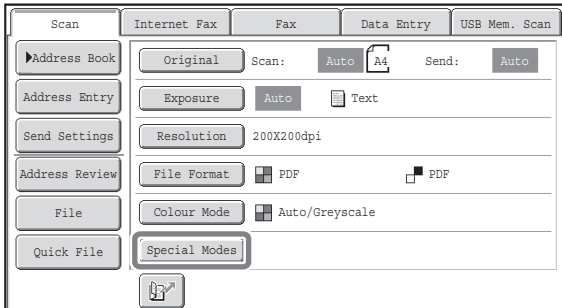 Scan Internet Fax Fax Data Entry USB Mem. Scan
Address Book Original Scan: Auto A4 Send: Auto
Address Entry Exposure Auto Text
Send Settings Resolution 200X200dpi
Address Review File Format PDF PDF
File Colour Mode Auto/Greyscale
Quick File Special Modes